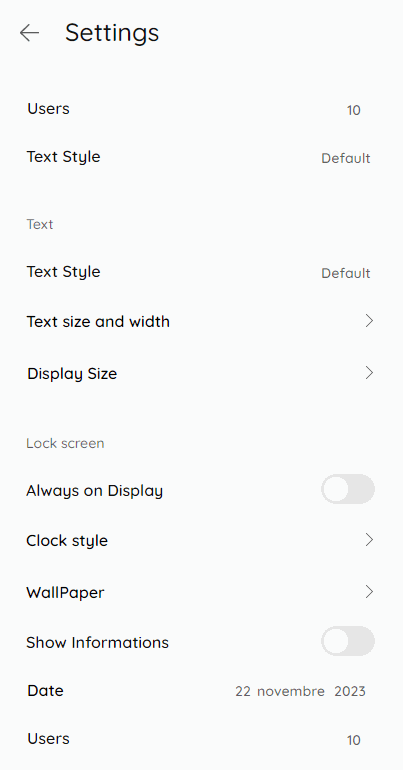 Settings
Users 10
Text Style Default
Text
Text Style Default
Text size and width
Display Size
Lock screen
Always on Display
Clock style
WallPaper
Show Informations
Date 22 novembre 2023
Users 10